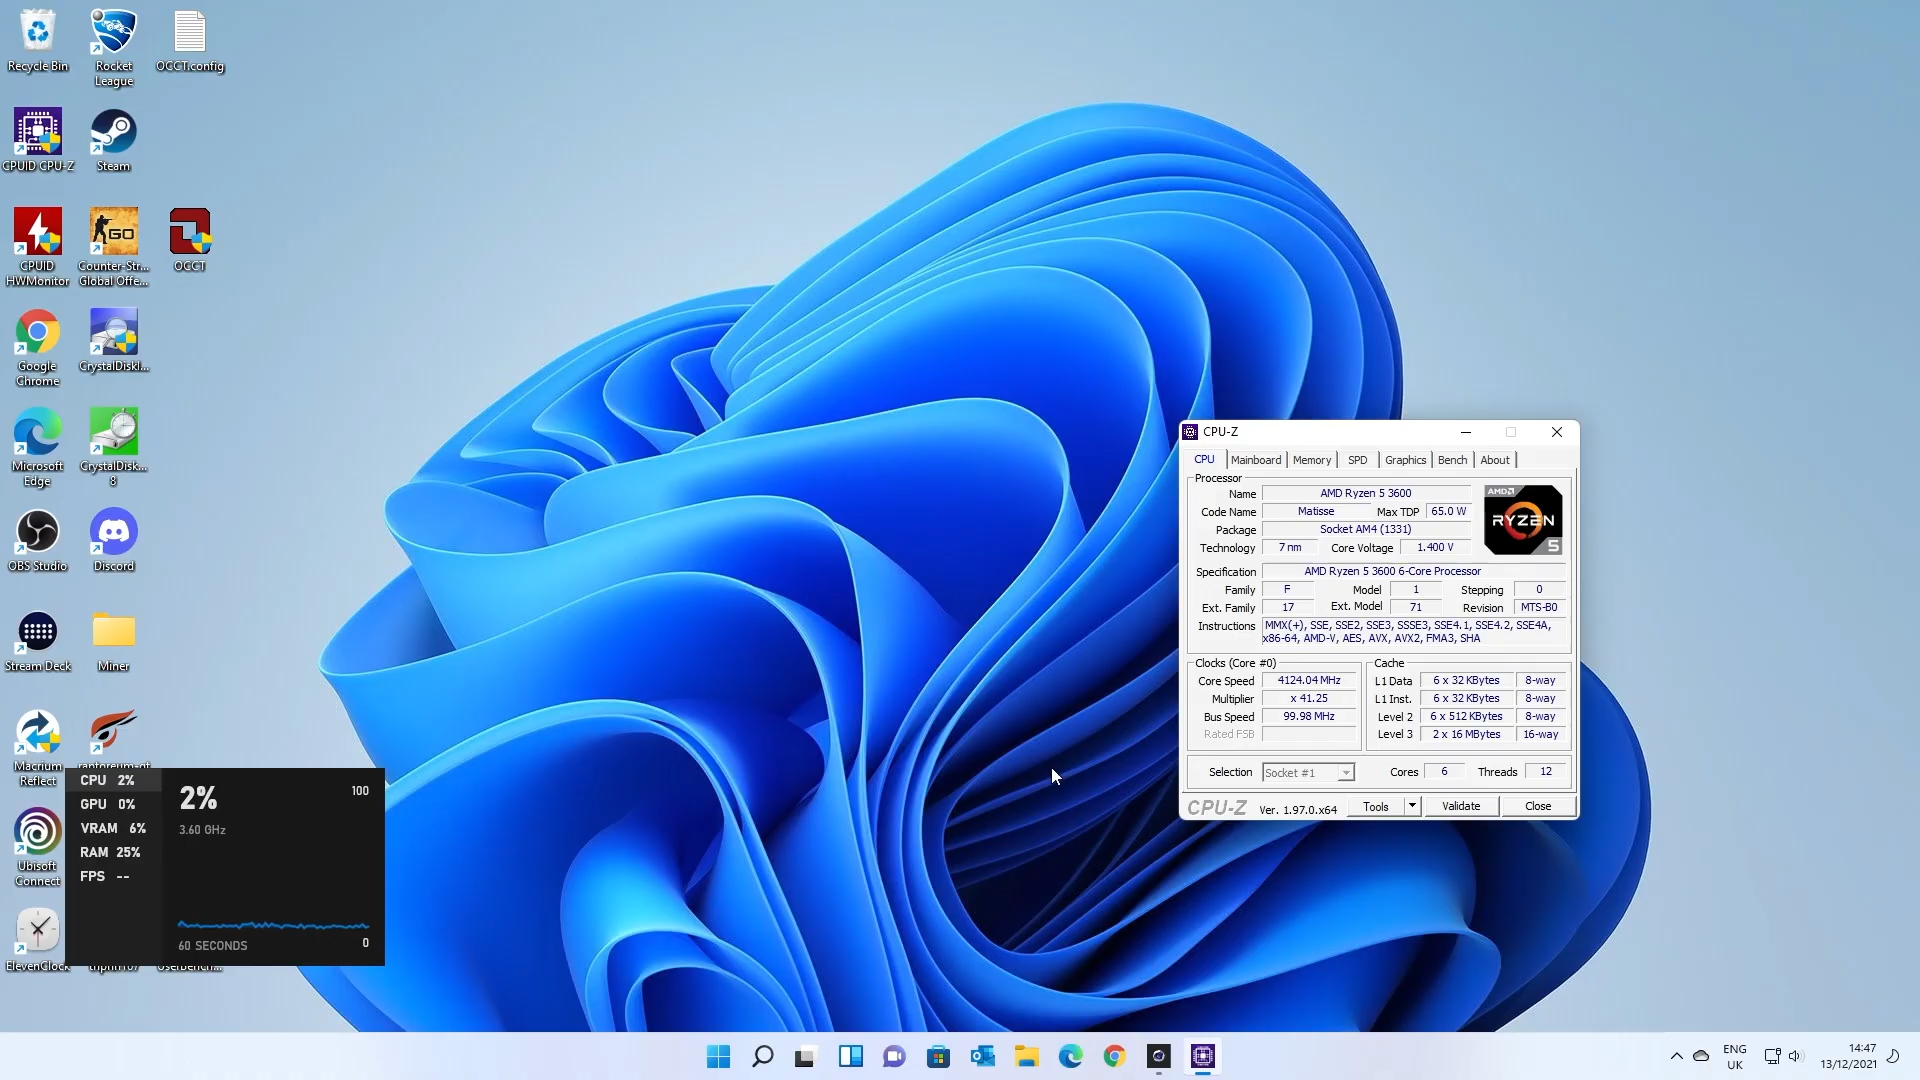 Recycle Bin
Rocket
League
OCCT.config
CPUID CPU-Z
Steam
GO
CPUID
HWMonitor
Counter-Str...
Global Offe...
OCCT
Google
Chrome
CrystalDiskI...
Microsoft
Edge
CrystalDisk...
8
OBS Studio
Discord
Stream Deck
Miner
Macrium
Reflect
Ubisoft
Connect
ElevenClock
CPU 2%
GPU 0%
VRAM 6%
RAM 25%
FPS --
2%
100
3.60 GHz
60 SECONDS
0
CPU-Z
CPU
Mainboard
Memory
SPD
Graphics
Bench
About
Processor
Name AMD Ryzen 5 3600
Code Name Matisse Max TDP 65.0 W
Package Socket AM4 (1331)
Technology 7 nm Core Voltage 1.400 V
AMD
RYZEN
5
Specification AMD Ryzen 5 3600 6-Core Processor
Family F Model 1 Stepping 0
Ext. Family 17 Ext. Model 71 Revision MTS-B0
Instructions MMX(+), SSE, SSE2, SSE3, SSSE3, SSE4.1, SSE4.2, SSE4A,
x86-64, AMD-V, AES, AVX, AVX2, FMA3, SHA
Clocks (Core #0)
Core Speed 4124.04 MHz
Multiplier x 41.25
Bus Speed 99.98 MHz
Rated FSB
Cache
L1 Data 6 x 32 KBytes 8-way
L1 Inst. 6 x 32 KBytes 8-way
Level 2 6 x 512 KBytes 8-way
Level 3 2 x 16 MBytes 16-way
Selection Socket #1 Cores 6 Threads 12
CPU-Z Ver. 1.97.0.x64 Tools Validate Close
ENG
UK
14:47
13/12/2021